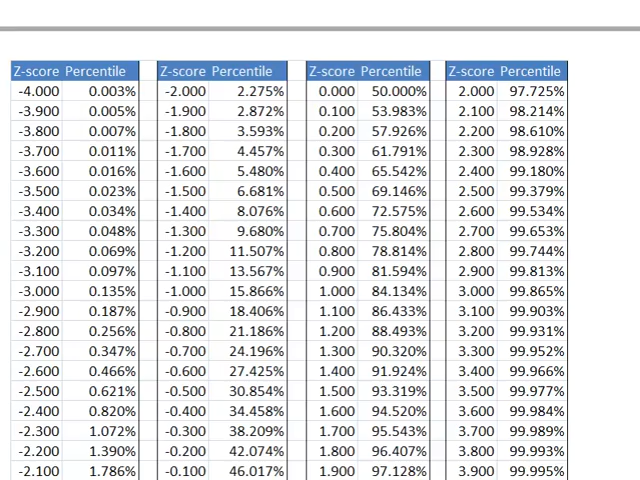 Z-score Percentile Z-score Percentile Z-score Percentile Z-score Percentile
-4.000 0.003% -2.000 2.275% 0.000 50.000% 2.000 97.725%
-3.900 0.005% -1.900 2.872% 0.100 53.983% 2.100 98.214%
-3.800 0.007% -1.800 3.593% 0.200 57.926% 2.200 98.610%
-3.700 0.011% -1.700 4.457% 0.300 61.791% 2.300 98.928%
-3.600 0.016% -1.600 5.480% 0.400 65.542% 2.400 99.180%
-3.500 0.023% -1.500 6.681% 0.500 69.146% 2.500 99.379%
-3.400 0.034% -1.400 8.076% 0.600 72.575% 2.600 99.534%
-3.300 0.048% -1.300 9.680% 0.700 75.804% 2.700 99.653%
-3.200 0.069% -1.200 11.507% 0.800 78.814% 2.800 99.744%
-3.100 0.097% -1.100 13.567% 0.900 81.594% 2.900 99.813%
-3.000 0.135% -1.000 15.866% 1.000 84.134% 3.000 99.865%
-2.900 0.187% -0.900 18.406% 1.100 86.433% 3.100 99.903%
-2.800 0.256% -0.800 21.186% 1.200 88.493% 3.200 99.931%
-2.700 0.347% -0.700 24.196% 1.300 90.320% 3.300 99.952%
-2.600 0.466% -0.600 27.425% 1.400 91.924% 3.400 99.966%
-2.500 0.621% -0.500 30.854% 1.500 93.319% 3.500 99.977%
-2.400 0.820% -0.400 34.458% 1.600 94.520% 3.600 99.984%
-2.300 1.072% -0.300 38.209% 1.700 95.543% 3.700 99.989%
-2.200 1.390% -0.200 42.074% 1.800 96.407% 3.800 99.993%
-2.100 1.786% -0.100 46.017% 1.900 97.128% 3.900 99.995%